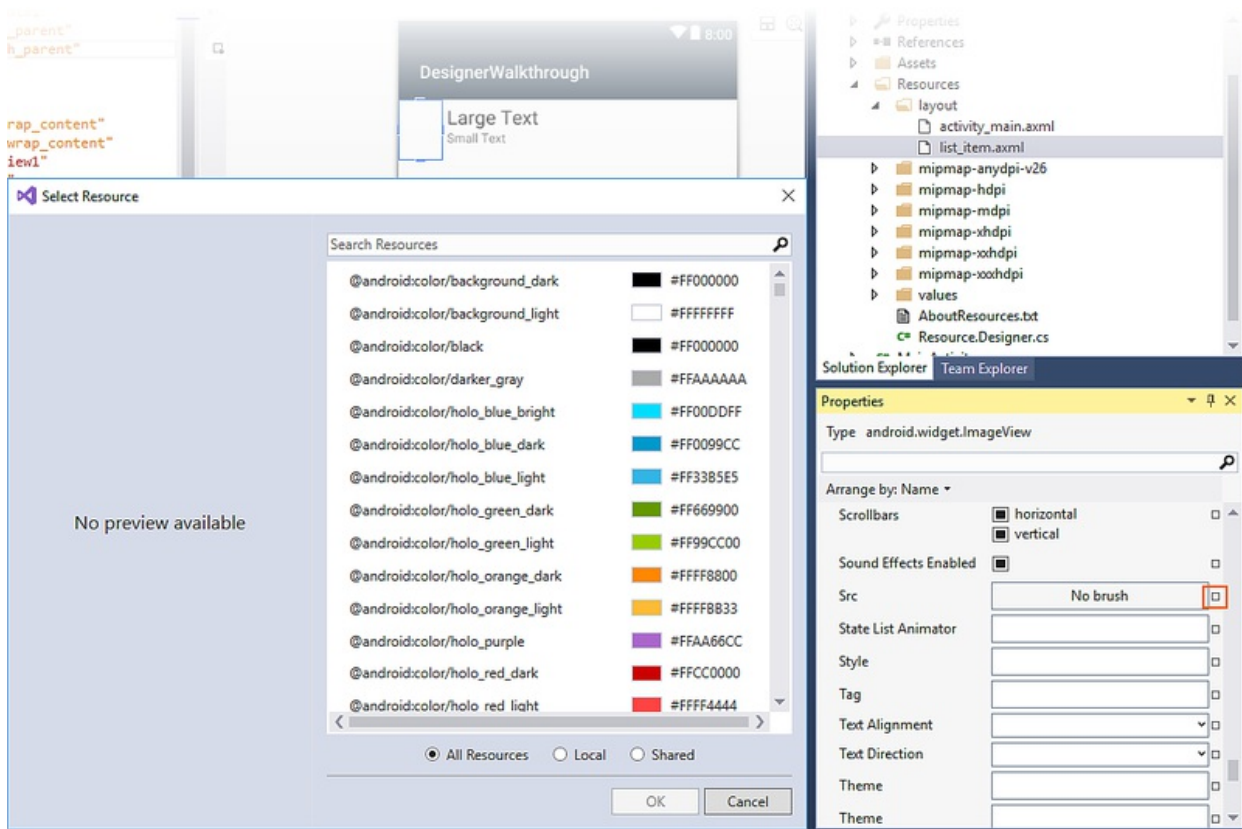 _parent"
h_parent"
rap_content"
wrap_content"
iew1"
8:00
DesignerWalkthrough
Large Text
Small Text
Properties
References
Assets
Resources
layout
activity_main.axml
list_item.axml
mipmap-anydpi-v26
mipmap-hdpi
mipmap-mdpi
mipmap-xhdpi
mipmap-xxhdpi
mipmap-xxxhdpi
values
AboutResources.txt
C# Resource.Designer.cs
Solution Explorer Team Explorer
Select Resource
Search Resources
@android:color/background_dark #FF000000
@android:color/background_light #FFFFFFFF
@android:color/black #FF000000
@android:color/darker_gray #FFAAAAAA
@android:color/holo_blue_bright #FF00DDFF
@android:color/holo_blue_dark #FF0099CC
@android:color/holo_blue_light #FF33B5E5
@android:color/holo_green_dark #FF669900
@android:color/holo_green_light #FF99CC00
@android:color/holo_orange_dark #FFFF8800
@android:color/holo_orange_light #FFFFBB33
@android:color/holo_purple #FFAA66CC
@android:color/holo_red_dark #FFCC0000
@android:color/holo_red_light #FFFF4444
No preview available
All Resources Local Shared
OK Cancel
Properties
Type android.widget.ImageView
Arrange by: Name
Scrollbars horizontal
vertical
Sound Effects Enabled
Src No brush
State List Animator
Style
Tag
Text Alignment
Text Direction
Theme
Theme